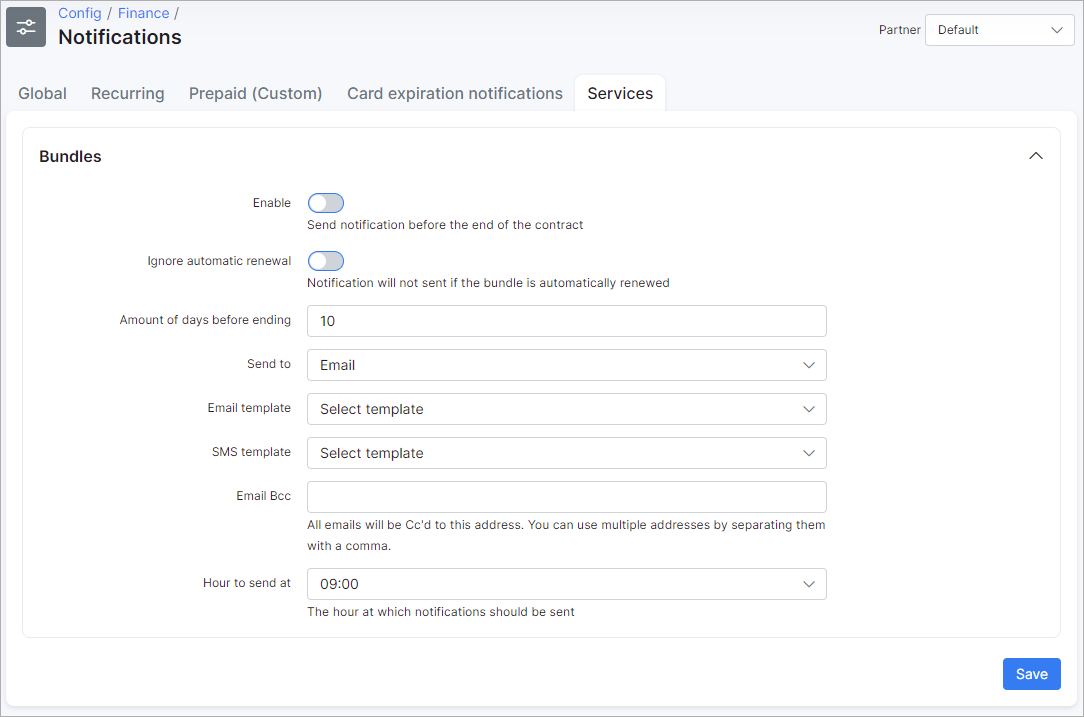 Config / Finance /
Notifications
Partner Default
Global Recurring Prepaid (Custom) Card expiration notifications Services
Bundles
Enable
Send notification before the end of the contract
Ignore automatic renewal
Notification will not sent if the bundle is automatically renewed
Amount of days before ending 10
Send to Email
Email template Select template
SMS template Select template
Email Bcc
All emails will be Cc'd to this address. You can use multiple addresses by separating them
with a comma.
Hour to send at 09:00
The hour at which notifications should be sent
Save